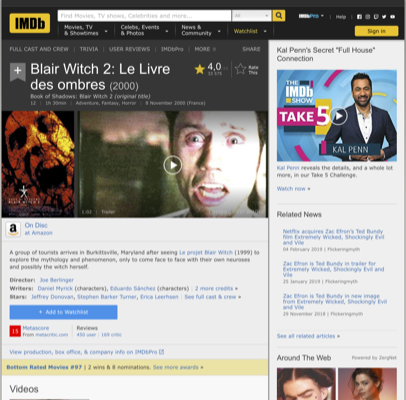 IMDb
Find Movies, TV shows, Celebrities and more...
All
IMDbPro
Help
Movies, TV & Showtimes
Celebs, Events & Photos
News & Community
Watchlist
Sign in
FULL CAST AND CREW | TRIVIA | USER REVIEWS | IMDbPro | MORE
SHARE
Blair Witch 2: Le Livre des ombres (2000)
Book of Shadows: Blair Witch 2 (original title)
12 | 1h 30min | Adventure, Fantasy, Horror | 8 November 2000 (France)
4,0
Rate This
Trailer
On Disc
at Amazon
A group of tourists arrives in Burkittsville, Maryland after seeing Le projet Blair Witch (1999) to
explore the mythology and phenomenon, only to come face to face with their own neuroses
and possibly the witch herself.
Director: Joe Berlinger
Writers: Daniel Myrick (characters), Eduardo Sánchez (characters) | 2 more credits »
Stars: Jeffrey Donovan, Stephen Barker Turner, Erica Leerhsen | See full cast & crew »
+ Add to Watchlist
15
Metascore
From metacritic.com
Reviews
450 user | 169 critic
View production, box office, & company info on IMDbPro
Bottom Rated Movies #97 | 2 wins & 8 nominations. See more awards »
Videos
Kal Penn's Secret "Full House"
Connection
THE
IMDb
SHOW
TAKE 5
KAL PENN
Kal Penn reveals the details, and a whole lot
more, in our Take 5 Challenge.
Watch now »
Related News
Netflix acquires Zac Efron's Ted Bundy
film Extremely Wicked, Shockingly Evil
and Vile
04 February 2019 | Flickeringmyth
Zac Efron is Ted Bundy in trailer for
Extremely Wicked, Shockingly Evil and
Vile
25 January 2019 | Flickeringmyth
Zac Efron is Ted Bundy in new image
from Extremely Wicked, Shockingly Evil
and Vile
29 November 2018 | Flickeringmyth
See all related articles »
Around The Web
Powered by ZergNet